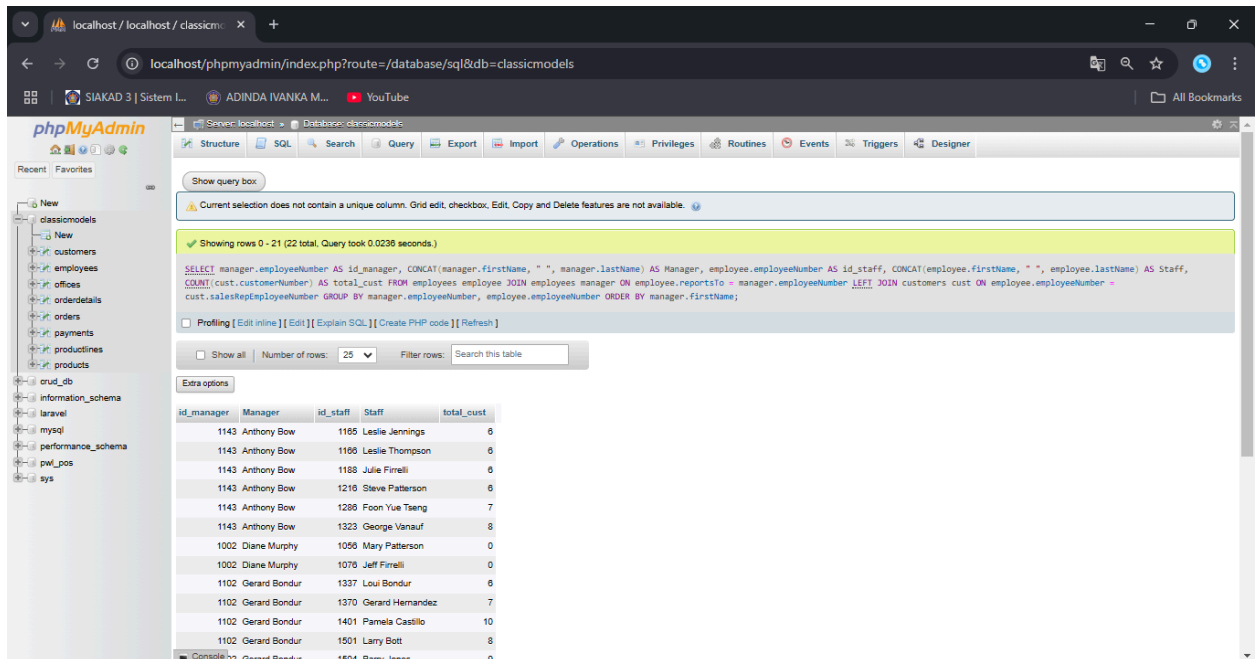 localhost / localhost / classicmo
localhost/phpmyadmin/index.php?route=/database/sql&db=classicmodels
SIAKAD 3 | Sistem I... ADINDA IVANKA M... YouTube All Bookmarks
phpMyAdmin
Recent Favorites
New
classicmodels
New
customers
employees
offices
orderdetails
orders
payments
productlines
products
crud_db
information_schema
laravel
mysql
performance_schema
pwl_pos
sys
Server: localhost » Database: classicmodels
Structure SQL Search Query Export Import Operations Privileges Routines Events Triggers Designer
Show query box
Current selection does not contain a unique column. Grid edit, checkbox, Edit, Copy and Delete features are not available.
Showing rows 0 - 21 (22 total, Query took 0.0236 seconds.)
SELECT manager.employeeNumber AS id_manager, CONCAT(manager.firstName, " ", manager.lastName) AS Manager, employee.employeeNumber AS id_staff, CONCAT(employee.firstName, " ", employee.lastName) AS Staff,
COUNT(cust.customerNumber) AS total_cust FROM employees employee JOIN employees manager ON employee.reportsTo = manager.employeeNumber LEFT JOIN customers cust ON employee.employeeNumber =
cust.salesRepEmployeeNumber GROUP BY manager.employeeNumber, employee.employeeNumber ORDER BY manager.firstName;
Profiling [ Edit inline ] [ Edit ] [ Explain SQL ] [ Create PHP code ] [ Refresh ]
Show all | Number of rows: 25 Filter rows: Search this table
Extra options
id_manager Manager id_staff Staff total_cust
1143 Anthony Bow 1165 Leslie Jennings 6
1143 Anthony Bow 1166 Leslie Thompson 6
1143 Anthony Bow 1188 Julie Firrelli 6
1143 Anthony Bow 1216 Steve Patterson 6
1143 Anthony Bow 1286 Foon Yue Tseng 7
1143 Anthony Bow 1323 George Vanauf 8
1002 Diane Murphy 1056 Mary Patterson 0
1002 Diane Murphy 1076 Jeff Firrelli 0
1102 Gerard Bondur 1337 Loui Bondur 6
1102 Gerard Bondur 1370 Gerard Hernandez 7
1102 Gerard Bondur 1401 Pamela Castillo 10
1102 Gerard Bondur 1501 Larry Bott 8
Console Gerard Bondur 1504 Barry Jones